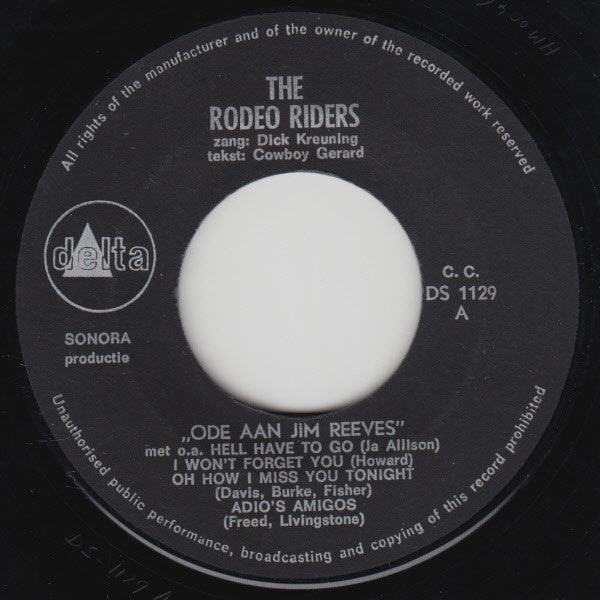 All rights of the manufacturer and of the owner of the recorded work reserved
THE
RODEO RIDERS
zang: Dick Kreuning
tekst: Cowboy Gerard
delta
SONORA
productie
C. C.
DS 1129
A
„ODE AAN JIM REEVES”
met o.a. HELL HAVE TO GO (Ja Allison)
I WON'T FORGET YOU (Howard)
OH HOW I MISS YOU TONIGHT
(Davis, Burke, Fisher)
ADIO'S AMIGOS
(Freed, Livingstone)
Unauthorised public performance, broadcasting and copying of this record prohibited